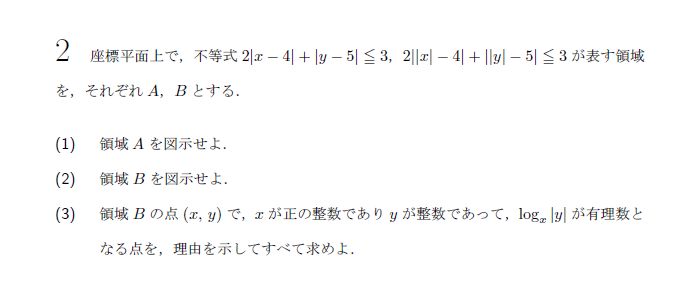 2 座標平面上で，不等式 2|x − 4| + |y − 5| ≦ 3，2||x| − 4| + ||y| − 5| ≦ 3 が表す領域
を，それぞれ A，B とする．
(1) 領域 A を図示せよ．
(2) 領域 B を図示せよ．
(3) 領域 B の点 (x, y) で，x が正の整数であり y が整数であって，logₓ |y| が有理数と
なる点を，理由を示してすべて求めよ．